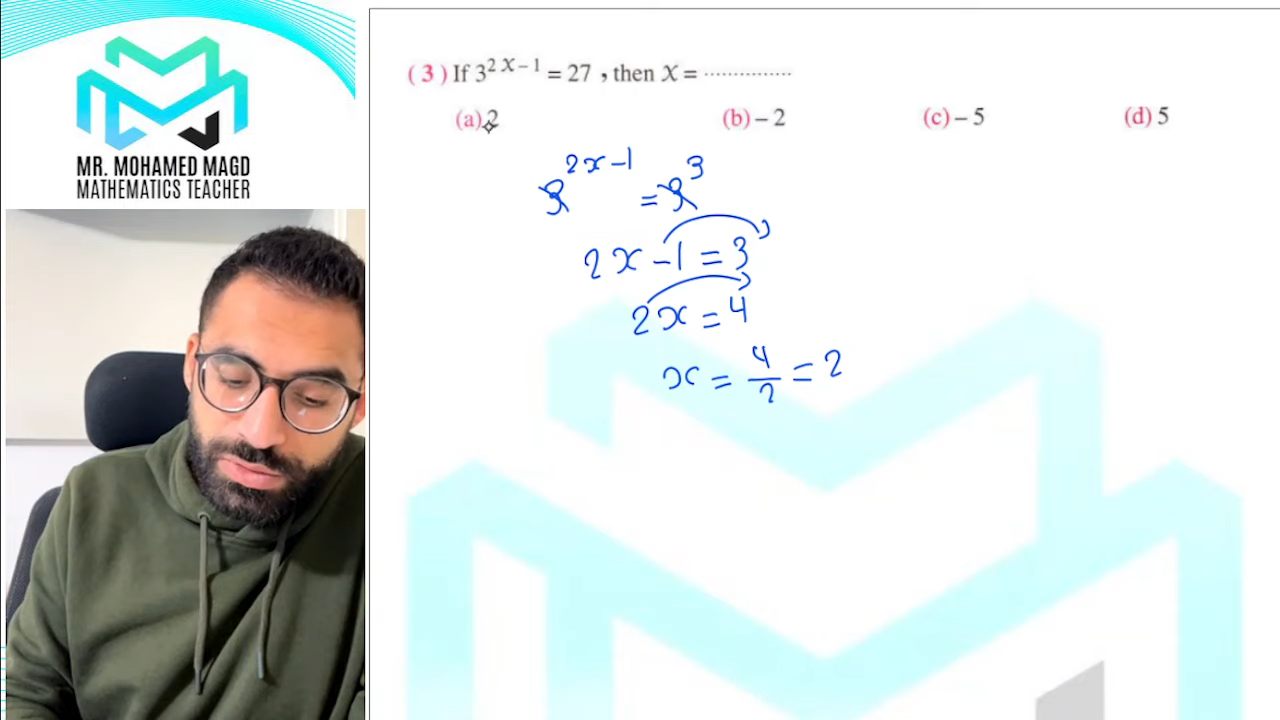 MR. MOHAMED MAGD
MATHEMATICS TEACHER
(3) If 3^{2X-1} = 27 , then X = ...............
(a) 2 (b) – 2 (c) – 5 (d) 5
3^{2x-1} = 3^3
2x - 1 = 3
2x = 4
x = 4/2 = 2